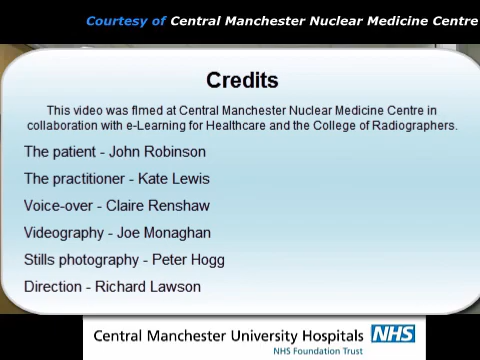 Courtesy of Central Manchester Nuclear Medicine Centre
Credits
This video was flmed at Central Manchester Nuclear Medicine Centre in
collaboration with e-Learning for Healthcare and the College of Radiographers.
The patient - John Robinson
The practitioner - Kate Lewis
Voice-over - Claire Renshaw
Videography - Joe Monaghan
Stills photography - Peter Hogg
Direction - Richard Lawson
Central Manchester University Hospitals NHS
NHS Foundation Trust